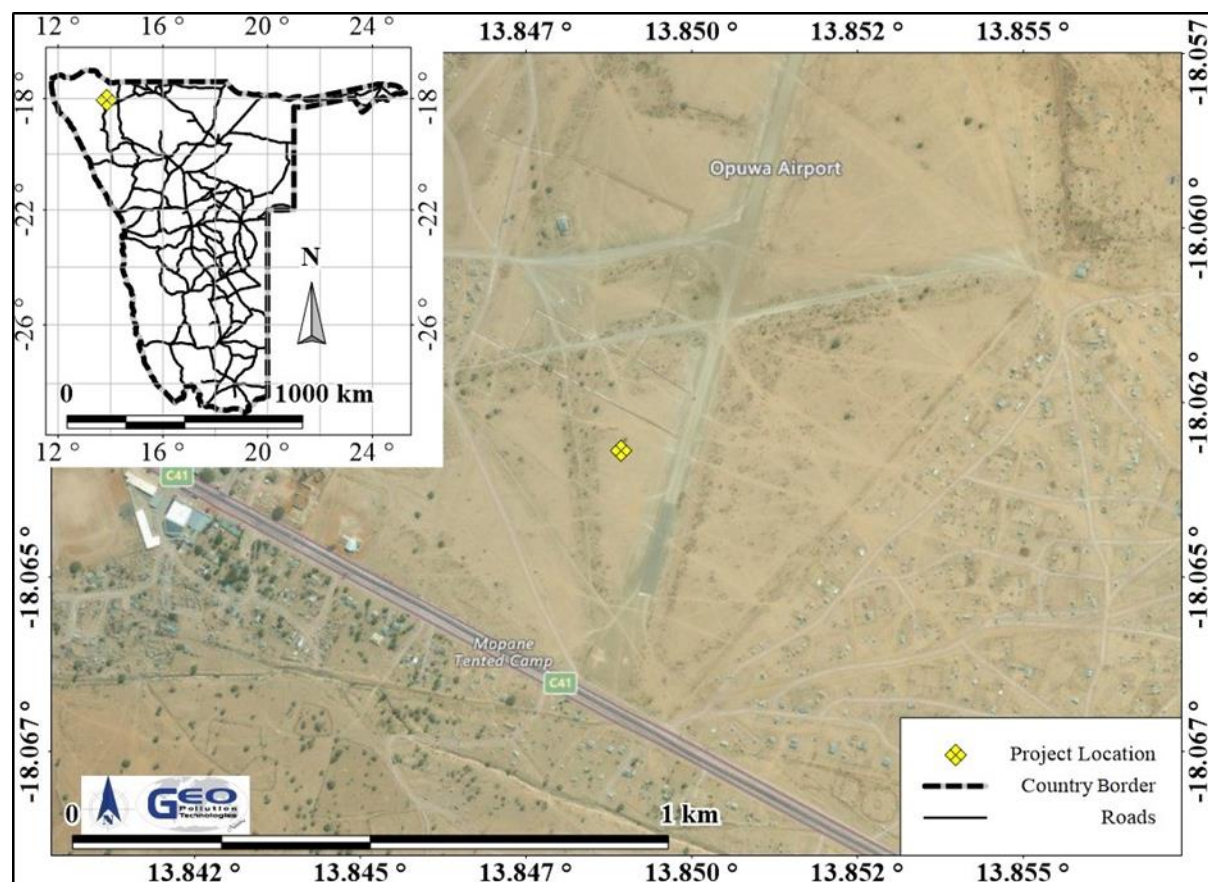 12 °
16 °
20 °
24 °
13.847 °
13.850 °
13.852 °
13.855 °
-18 °
-22 °
-26 °
-18 °
-22 °
-26 °
N
0
1000 km
12 °
16 °
20 °
24 °
-18.057
-18.060 °
-18.062 °
-18.065 °
-18.067 °
Opuwa Airport
C41
-18.065 °
-18.067 °
Mopane
Tented Camp
C41
Project Location
Country Border
Roads
N
GEO
Pollution
Technologies
0
1 km
13.842 °
13.845 °
13.847 °
13.850 °
13.852 °
13.855 °